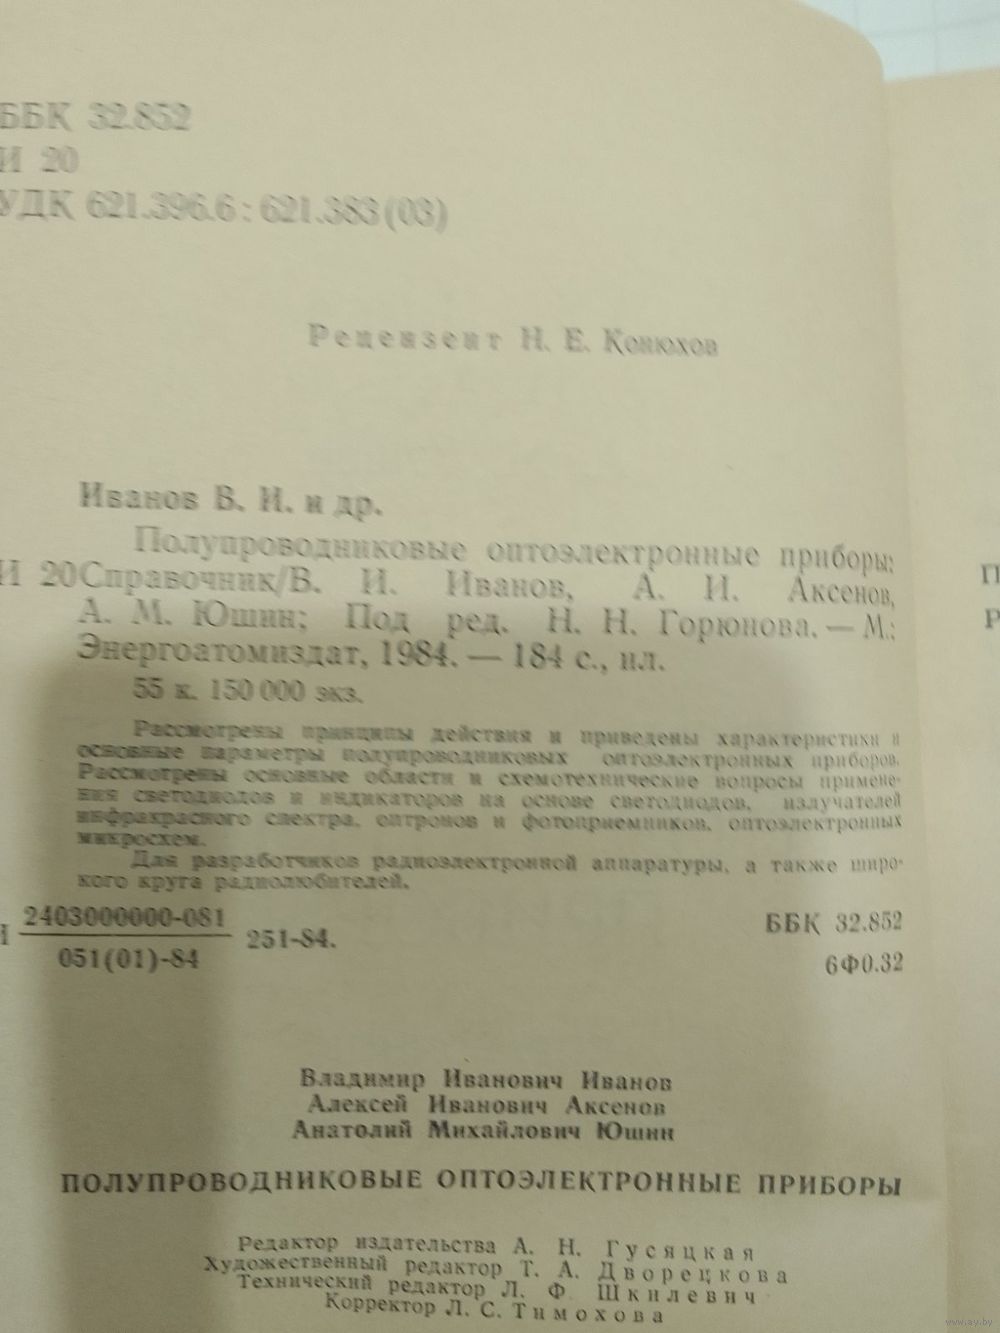 ББК 32.852
И 20
УДК 621.396.6 : 621.383 (03)
Рецензент Н. Е. Конюхов
Иванов В. И. и др.
Полупроводниковые оптоэлектронные приборы:
И 20 Справочник/В. И. Иванов, А. И. Аксенов,
А. М. Юшин; Под ред. Н. Н. Горюнова. — М.:
Энергоатомиздат, 1984. — 184 с., ил.
55 к. 150 000 экз.
Рассмотрены принципы действия и приведены характеристики и
основные параметры полупроводниковых оптоэлектронных приборов.
Рассмотрены основные области и схемотехнические вопросы примене-
ния светодиодов и индикаторов на основе светодиодов, излучателей
инфракрасного спектра, оптронов и фотоприемников, оптоэлектронных
микросхем.
Для разработчиков радиоэлектронной аппаратуры, а также широ-
кого круга радиолюбителей.
И 2403000000-081
051(01)-84 251-84.
ББК 32.852
6Ф0.32
Владимир Иванович Иванов
Алексей Иванович Аксенов
Анатолий Михайлович Юшин
ПОЛУПРОВОДНИКОВЫЕ ОПТОЭЛЕКТРОННЫЕ ПРИБОРЫ
Редактор издательства А. Н. Гусяцкая
Художественный редактор Т. А. Дворецкова
Технический редактор Л. Ф. Шкилевич
Корректор Л. С. Тимохова
П
Р
www.ay.by